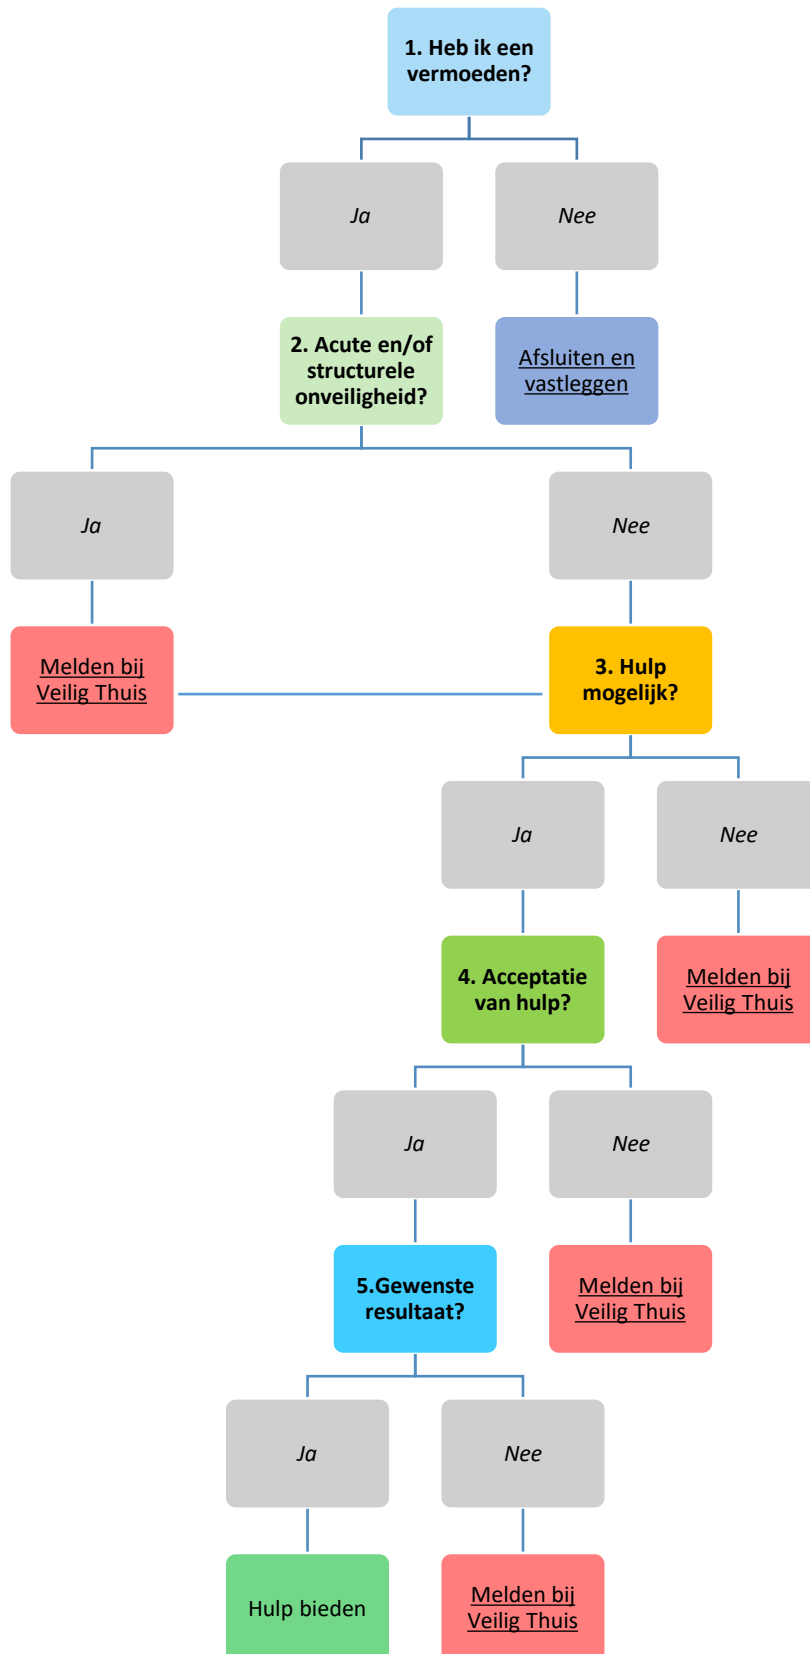 1. Heb ik een
vermoeden?
Ja
Nee
2. Acute en/of
structurele
onveiligheid?
Afsluiten en
vastleggen
Ja
Nee
Melden bij
Veilig Thuis
3. Hulp
mogelijk?
Ja
Nee
4. Acceptatie
van hulp?
Melden bij
Veilig Thuis
Ja
Nee
5.Gewenste
resultaat?
Melden bij
Veilig Thuis
Ja
Nee
Hulp bieden
Melden bij
Veilig Thuis